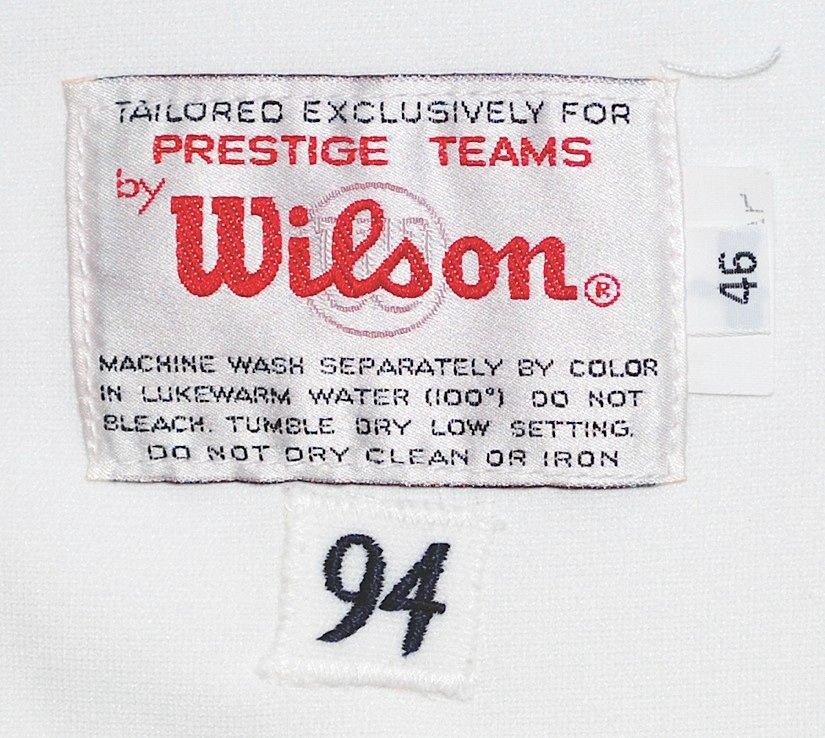 TAILORED EXCLUSIVELY FOR
PRESTIGE TEAMS
by
Wilson®
46
MACHINE WASH SEPARATELY BY COLOR
IN LUKEWARM WATER (100°) DO NOT
BLEACH. TUMBLE DRY LOW SETTING.
DO NOT DRY CLEAN OR IRON
94